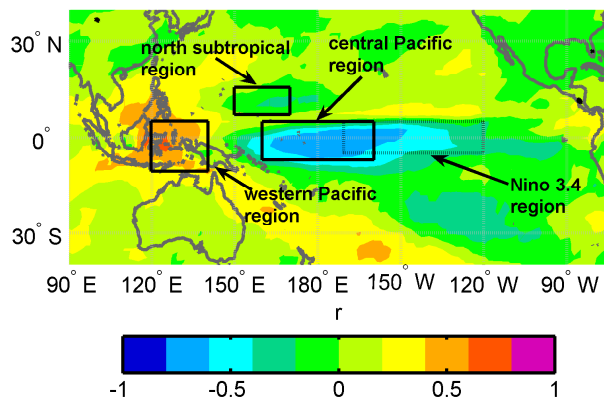 30° N
0°
30° S
north subtropical
region
central Pacific
region
western Pacific
region
Nino 3.4
region
90° E 120° E 150° E 180° E 150° W 120° W 90° W
r
-1 -0.5 0 0.5 1